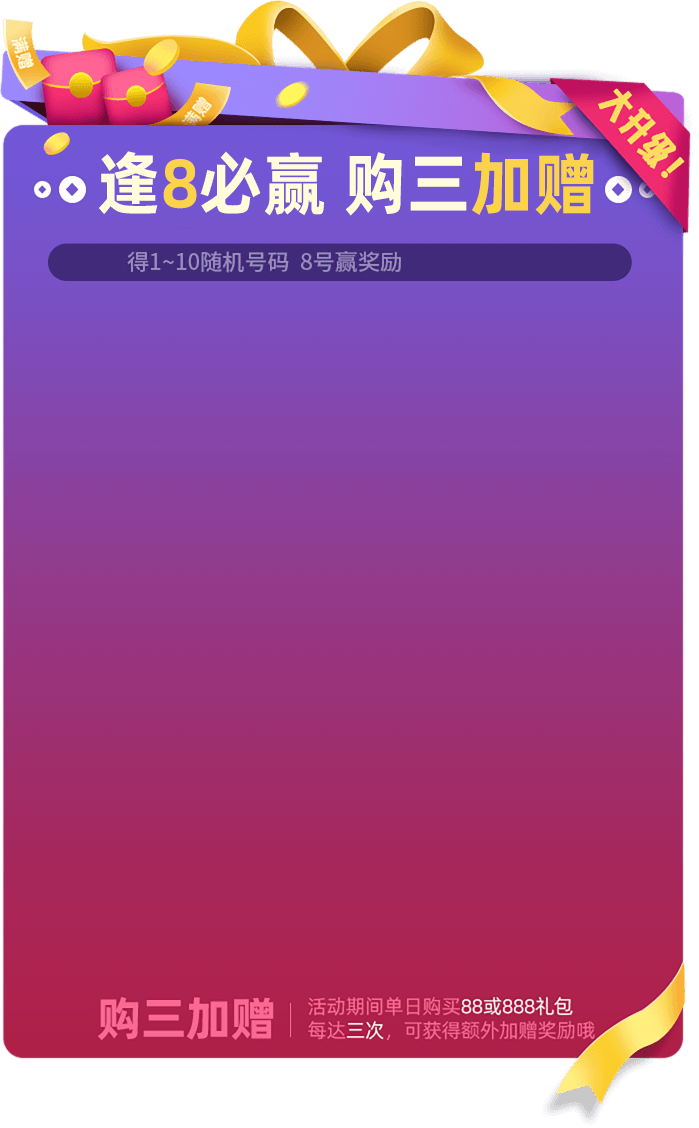 满赠
满赠
大升级!
逢8必赢 购三加赠
得1~10随机号码 8号赢奖励
购三加赠
活动期间单日购买88或888礼包
每达三次，可获得额外加赠奖励哦